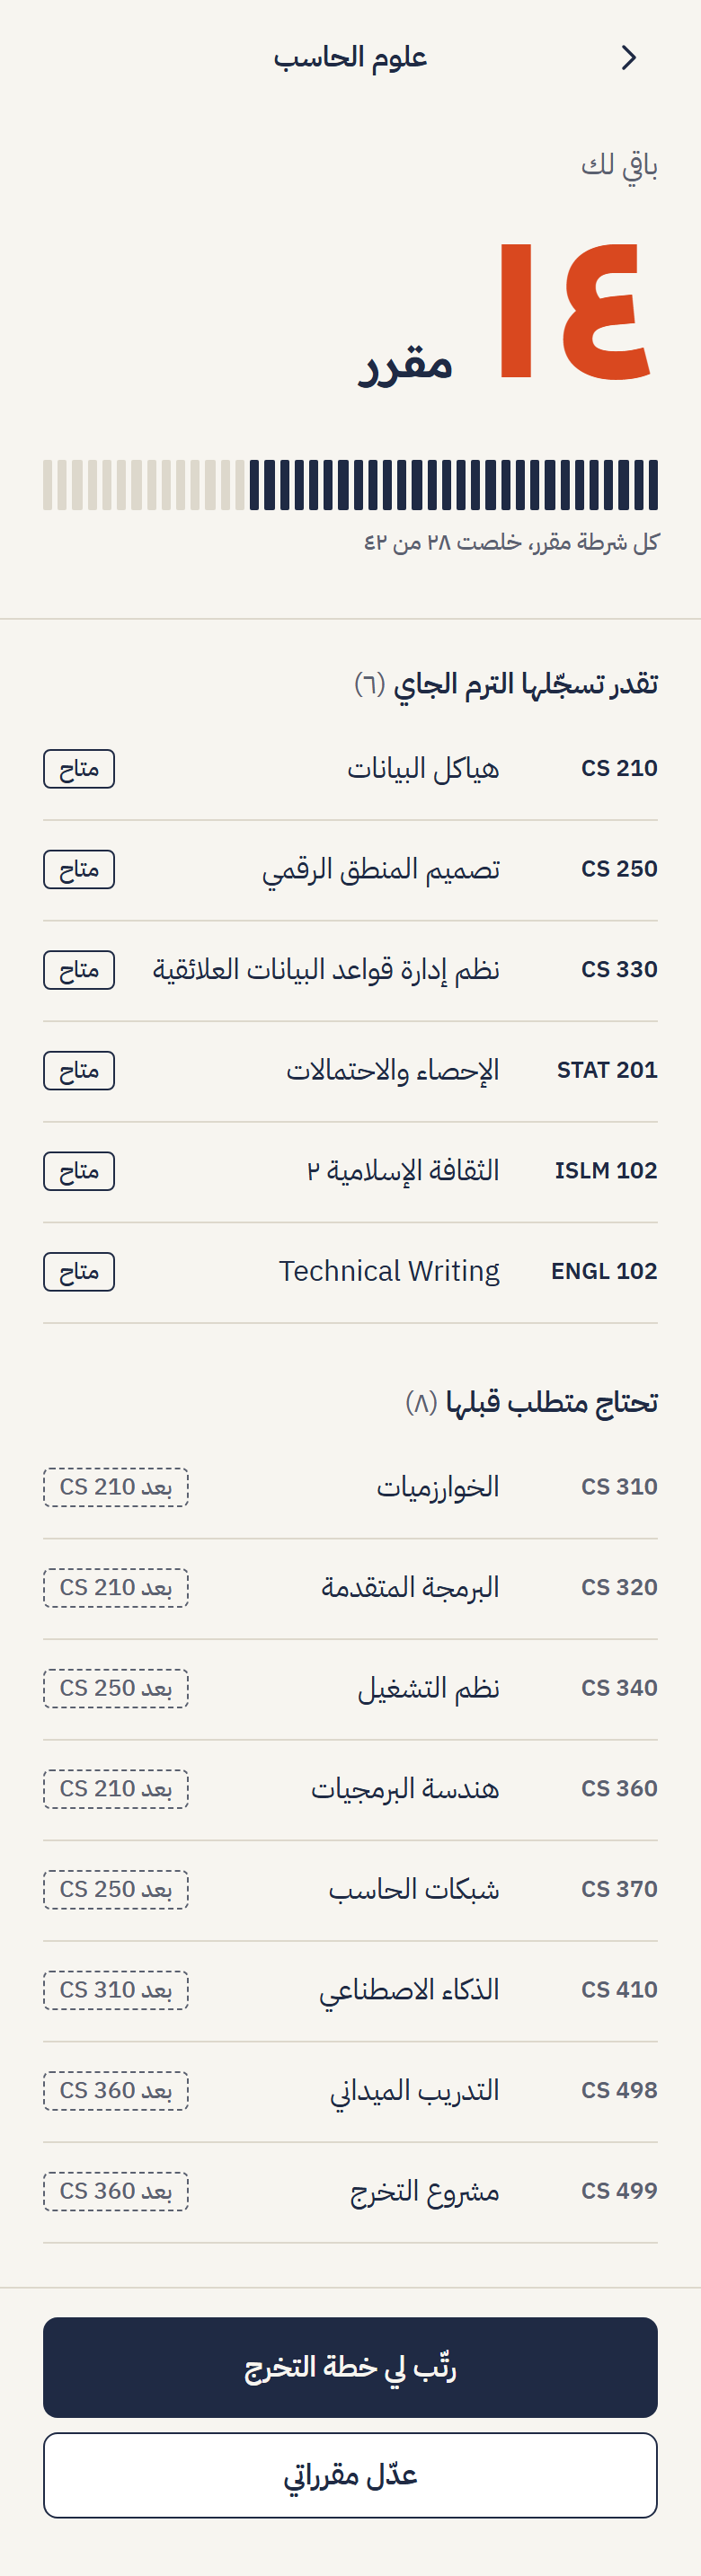 علوم الحاسب
باقي لك
١٤ مقرر
كل شرطة مقرر، خلصت ٢٨ من ٤٢
تقدر تسجّلها الترم الجاي (٦)
CS 210 هياكل البيانات متاح
CS 250 تصميم المنطق الرقمي متاح
CS 330 نظم إدارة قواعد البيانات العلائقية متاح
STAT 201 الإحصاء والاحتمالات متاح
ISLM 102 الثقافة الإسلامية ٢ متاح
ENGL 102 Technical Writing متاح
تحتاج متطلب قبلها (٨)
CS 310 الخوارزميات بعد CS 210
CS 320 البرمجة المتقدمة بعد CS 210
CS 340 نظم التشغيل بعد CS 250
CS 360 هندسة البرمجيات بعد CS 210
CS 370 شبكات الحاسب بعد CS 250
CS 410 الذكاء الاصطناعي بعد CS 310
CS 498 التدريب الميداني بعد CS 360
CS 499 مشروع التخرج بعد CS 360
رتّب لي خطة التخرج
عدّل مقرراتي